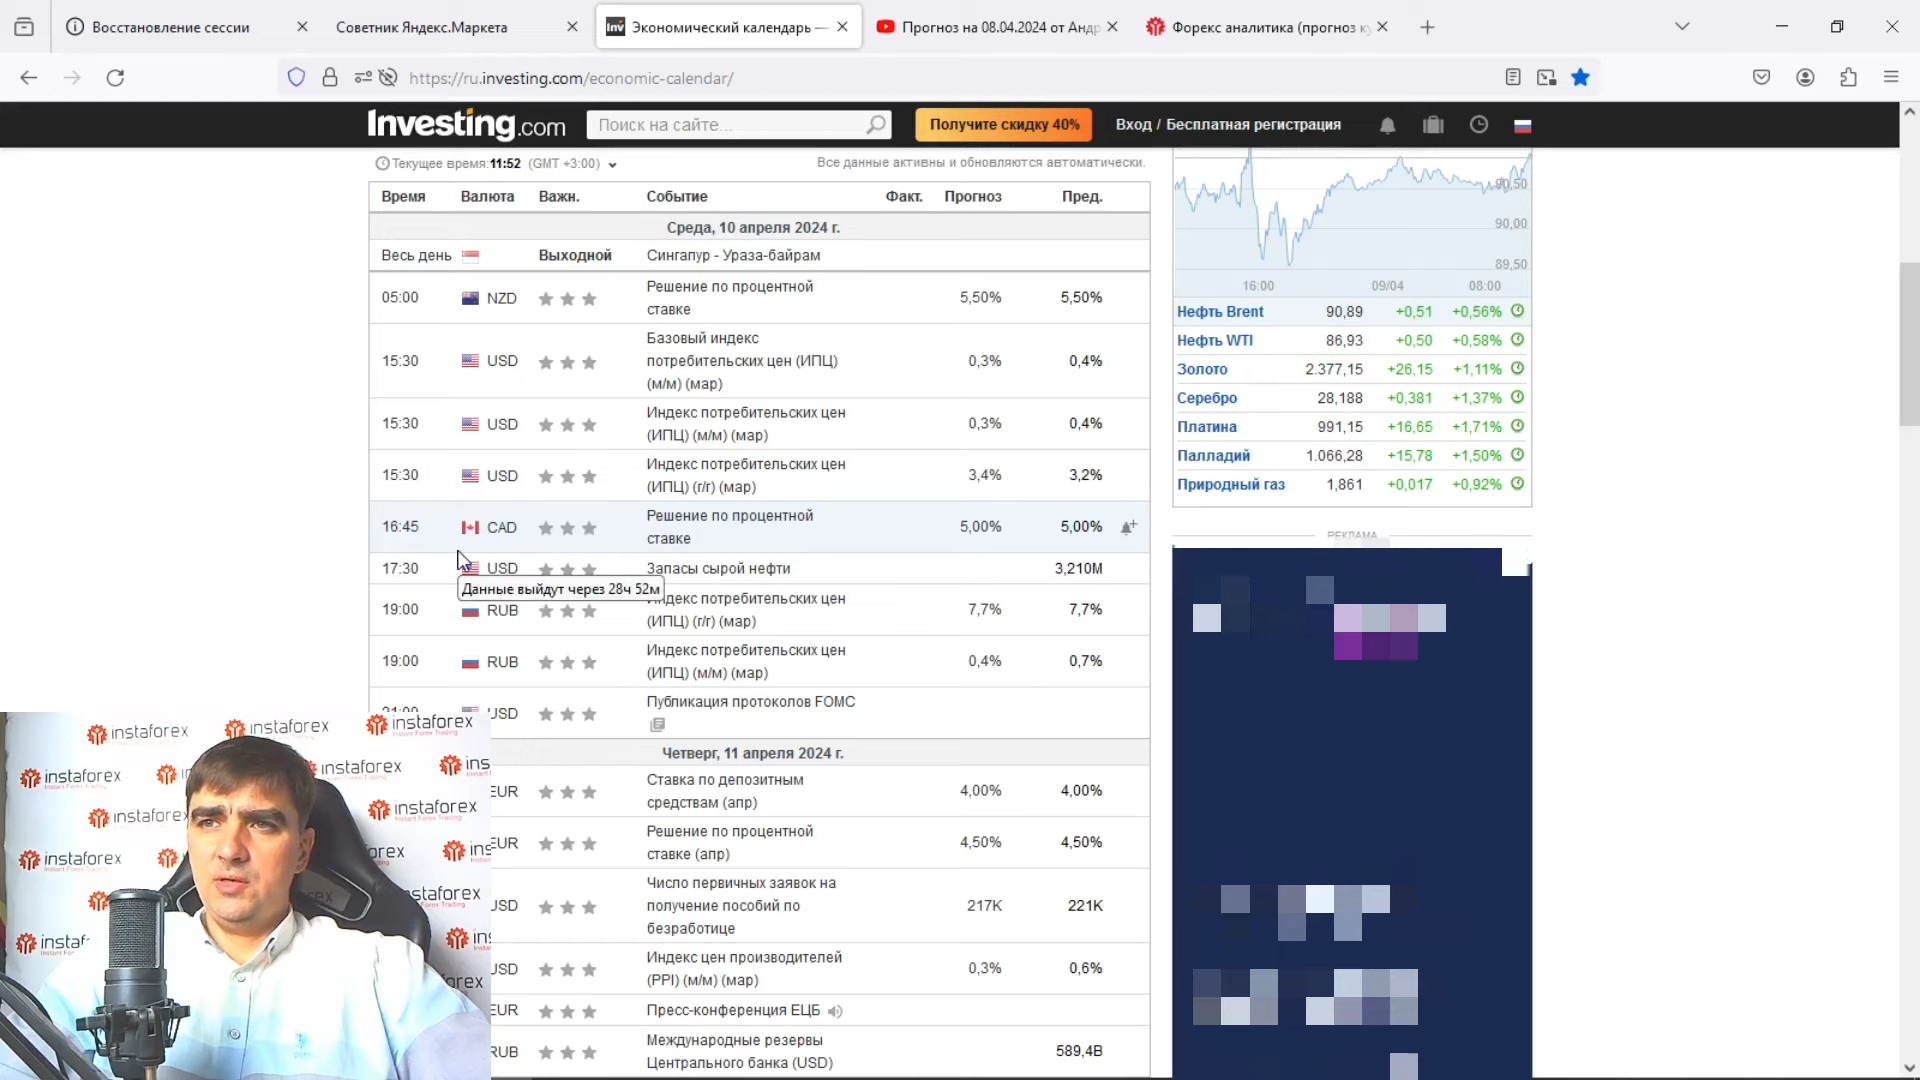 Восстановление сессии
Советник Яндекс.Маркета
Экономический календарь —
Прогноз на 08.04.2024 от Андр
Форекс аналитика (прогноз к
https://ru.investing.com/economic-calendar/
Investing.com
Поиск на сайте...
Получите скидку 40%
Вход / Бесплатная регистрация
Текущее время: 11:52 (GMT +3:00)
Все данные активны и обновляются автоматически.
Время Валюта Важн. Событие Факт. Прогноз Пред.
Среда, 10 апреля 2024 г.
Весь день Выходной Сингапур - Ураза-байрам
05:00 NZD Решение по процентной ставке 5,50% 5,50%
15:30 USD Базовый индекс потребительских цен (ИПЦ) (м/м) (мар) 0,3% 0,4%
15:30 USD Индекс потребительских цен (ИПЦ) (м/м) (мар) 0,3% 0,4%
15:30 USD Индекс потребительских цен (ИПЦ) (г/г) (мар) 3,4% 3,2%
16:45 CAD Решение по процентной ставке 5,00% 5,00%
17:30 USD Запасы сырой нефти 3,210M
Данные выйдут через 28ч 52м
19:00 RUB Индекс потребительских цен (ИПЦ) (г/г) (мар) 7,7% 7,7%
19:00 RUB Индекс потребительских цен (ИПЦ) (м/м) (мар) 0,4% 0,7%
21:00 USD Публикация протоколов FOMC
Четверг, 11 апреля 2024 г.
EUR Ставка по депозитным средствам (апр) 4,00% 4,00%
EUR Решение по процентной ставке (апр) 4,50% 4,50%
USD Число первичных заявок на получение пособий по безработице 217K 221K
USD Индекс цен производителей (PPI) (м/м) (мар) 0,3% 0,6%
EUR Пресс-конференция ЕЦБ
RUB Международные резервы Центрального банка (USD) 589,4B
90,50
90,00
89,50
16:00 09/04 08:00
Нефть Brent 90,89 +0,51 +0,56%
Нефть WTI 86,93 +0,50 +0,58%
Золото 2.377,15 +26,15 +1,11%
Серебро 28,188 +0,381 +1,37%
Платина 991,15 +16,65 +1,71%
Палладий 1.066,28 +15,78 +1,50%
Природный газ 1,861 +0,017 +0,92%
РЕКЛАМА
instaforex
Instant Forex Trading